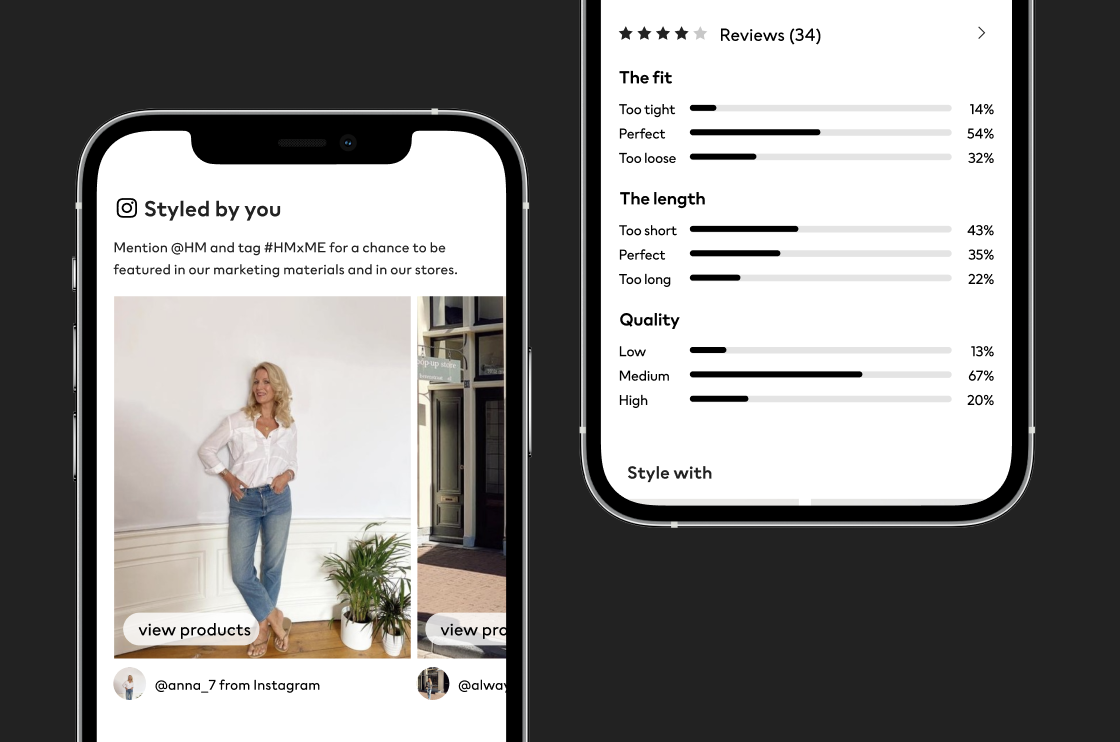 Styled by you
Mention @HM and tag #HMxME for a chance to be
featured in our marketing materials and in our stores.
pop-up store
view products
view pro
@anna_7 from Instagram
@alway
Reviews (34)
The fit
Too tight 14%
Perfect 54%
Too loose 32%
The length
Too short 43%
Perfect 35%
Too long 22%
Quality
Low 13%
Medium 67%
High 20%
Style with